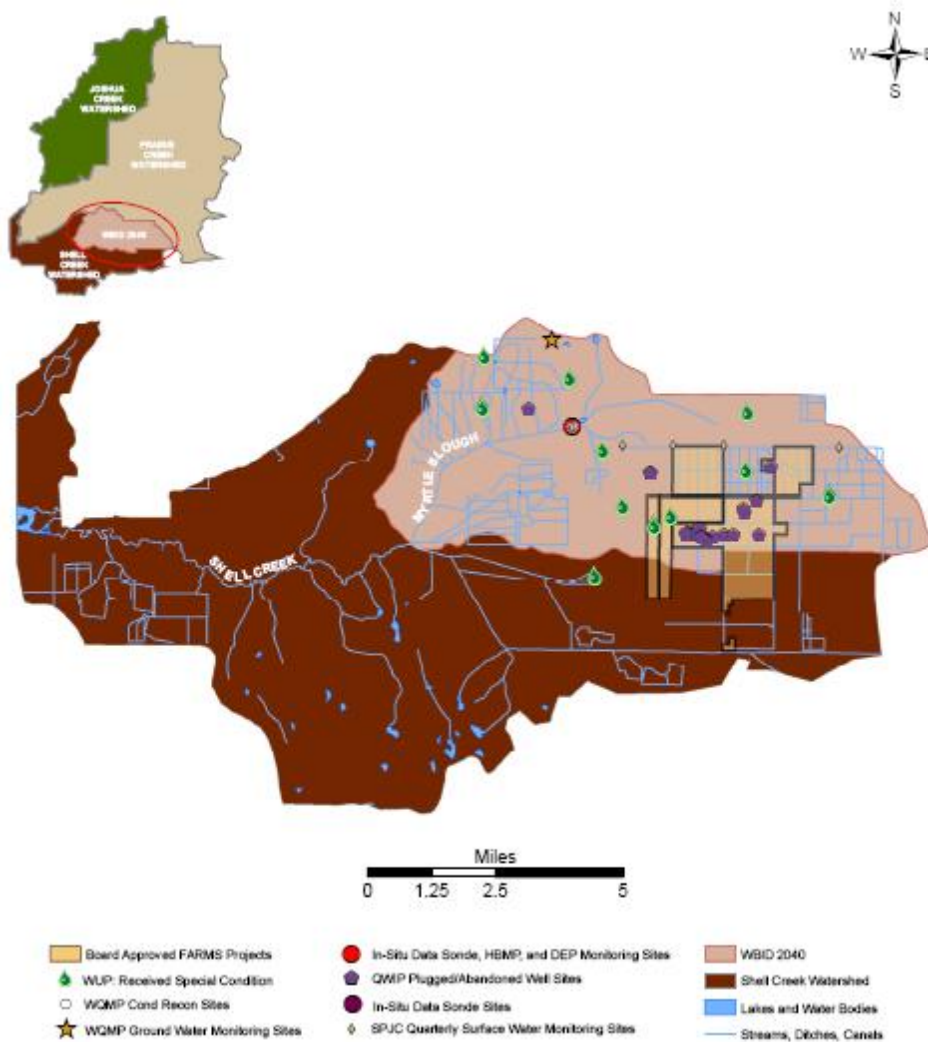 N
W E
S
JOSHUA
CREEK
WATERSHED
PRAIRIE
CREEK
WATERSHED
WBID 2040
SHELL
CREEK
WATERSHED
MYRTLE SLOUGH
SHELL CREEK
Miles
0 1.25 2.5 5
Board Approved FARMS Projects
WUP: Received Special Condition
WQMP Cond Recon Sites
WQMP Ground Water Monitoring Sites
In-Situ Data Sonde, HBMP, and DEP Monitoring Sites
QWIP Plugged/Abandoned Well Sites
In-Situ Data Sonde Sites
SPJC Quarterly Surface Water Monitoring Sites
WBID 2040
Shell Creek Watershed
Lakes and Water Bodies
Streams, Ditches, Canals